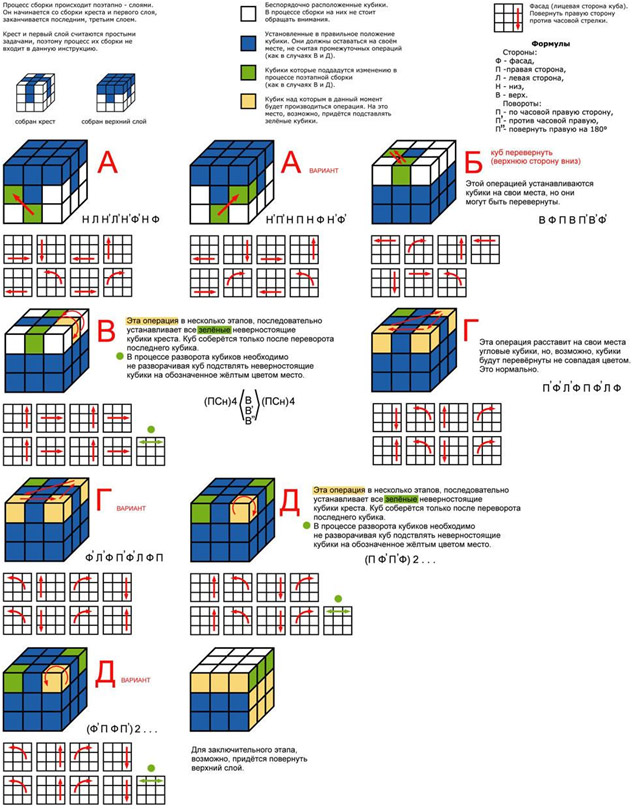 Процесс сборки происходит поэтапно - слоями.
Он начинается со сборки креста и первого слоя,
заканчивается последним, третьим слоем.
Крест и первый слой считаются простыми
задачами, поэтому процесс их сборки не
входит в данную инструкцию.
собран крест
собран верхний слой
Беспорядочно расположенные кубики.
В процессе сборки на них не стоит
обращать внимания.
Установленные в правильное положение
кубики. Они должны оставаться на своём
месте, не считая промежуточных операций
(как в случаях В и Д).
Кубики которые поддадутся изменению в
процессе поэтапной сборки
(как в случаях В и Д).
Кубик над которым в данный момент
будет производиться операция. На это
место, возможно, придётся подставлять
зелёные кубики.
Фасад (лицевая сторона куба).
Повернуть правую сторону
против часовой стрелки.
Формулы
Стороны:
Ф - фасад,
П -правая сторона,
Л - левая сторона,
Н - низ,
В - верх.
Повороты:
П - по часовой правую сторону,
П' - против часовой правую,
П" - повернуть правую на 180º
А
Н Л Н'Л'Н'Ф'Н Ф
А ВАРИАНТ
Н'П'Н П Н Ф Н'Ф'
Б
куб перевернуть
(верхнюю сторону вниз)
Этой операцией устанавливаются
кубики на свои места, но они
могут быть перевернуты.
В Ф П В П'В'Ф'
В
Эта операция в несколько этапов, последовательно
устанавливает все зелёные неверностоящие
кубики креста. Куб соберётся только после переворота
последнего кубика.
В процессе разворота кубиков необходимо
не разворачивая куб подствлять неверностоящие
кубики на обозначенное жёлтым цветом место.
(ПСн)4 (В В' В") (ПСн)4
Г
Эта операция расставит на свои места
угловые кубики, но, возможно, кубики
будут перевёрнуты не совпадая цветом.
Это нормально.
П'Ф'Л'Ф П Ф'Л Ф
Г
ВАРИАНТ
Ф'Л'Ф П'Ф'Л Ф П
Д
Эта операция в несколько этапов, последовательно
устанавливает все зелёные неверностоящие
кубики креста. Куб соберётся только после переворота
последнего кубика.
В процессе разворота кубиков необходимо
не разворачивая куб подствлять неверностоящие
кубики на обозначенное жёлтым цветом место.
(П Ф'П'Ф) 2 . . .
Д ВАРИАНТ
(Ф'П ФП') 2 . . .
Для заключительного этапа,
возможно, придётся повернуть
верхний слой.